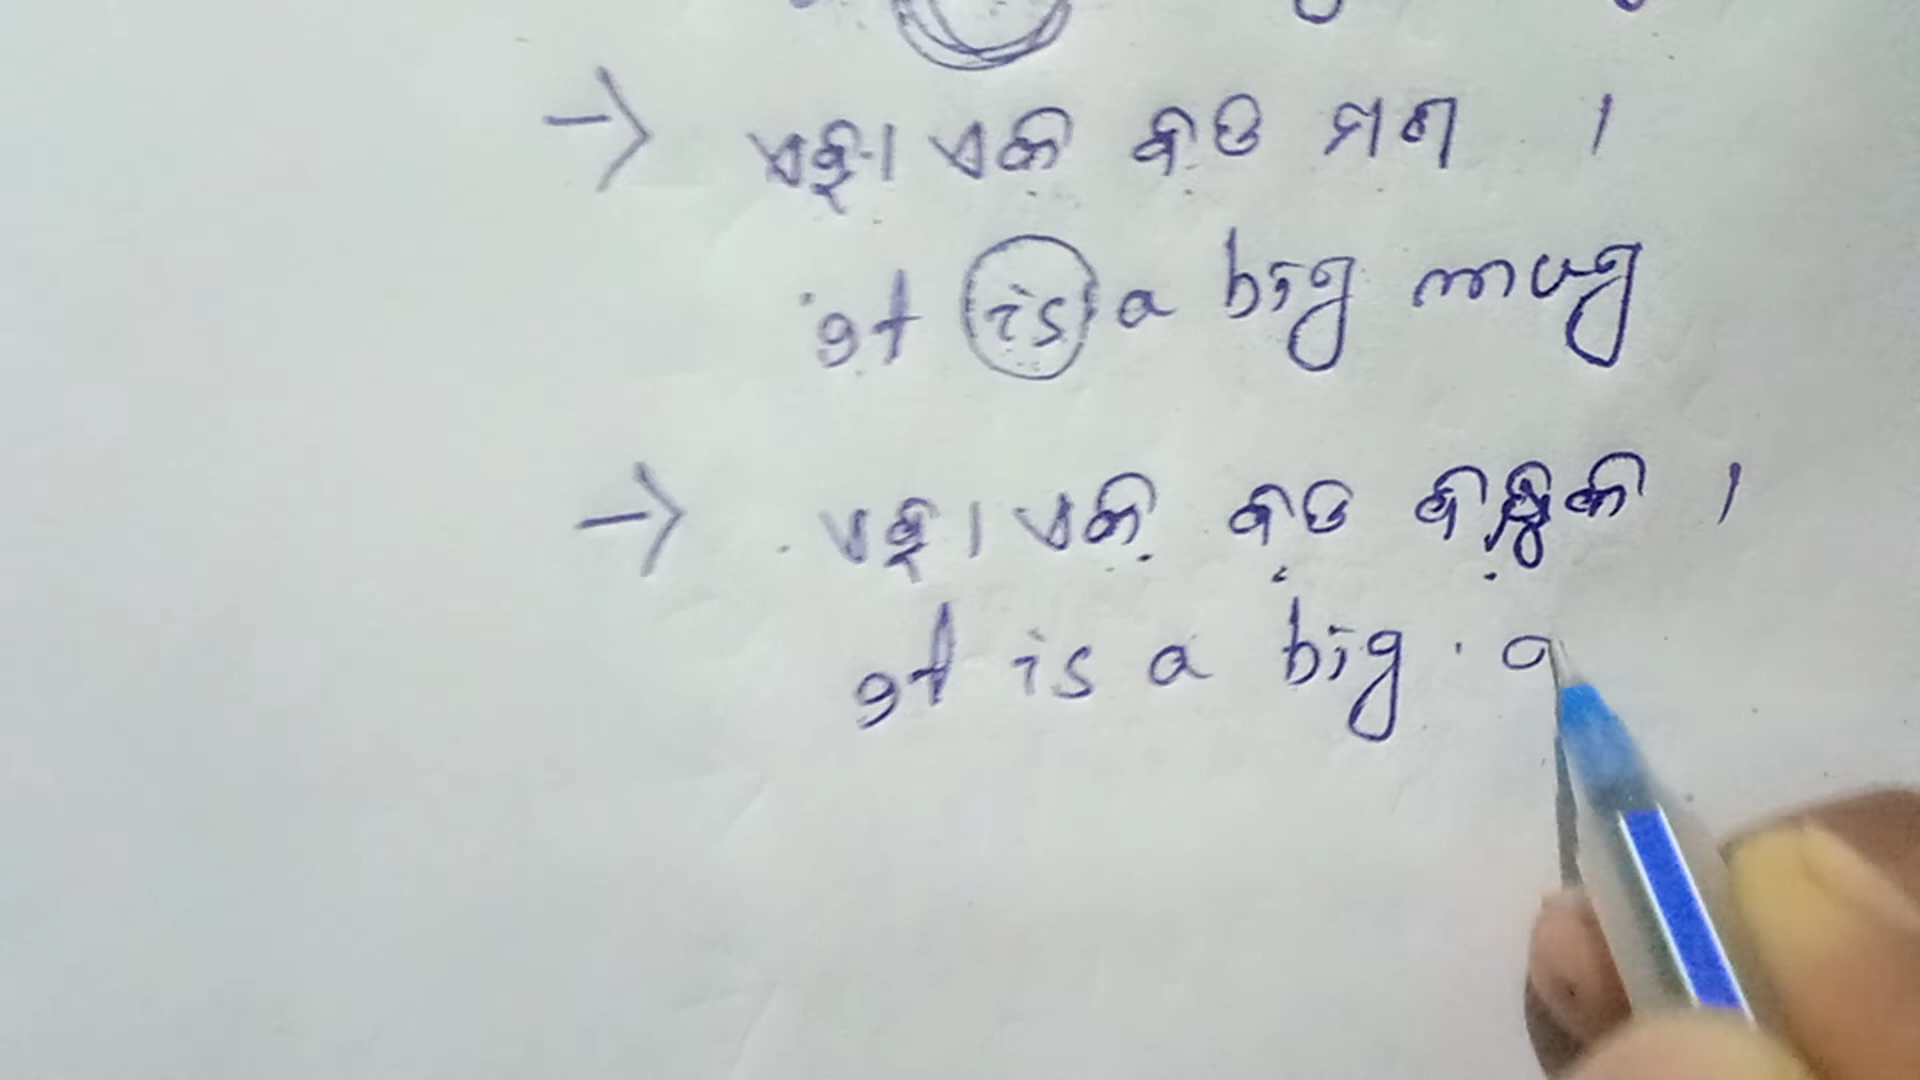 → ଏହା ଏକ ବଡ ମଗ ।
It is a big mug
→ ଏହା ଏକ ବଡ ।
It is a big